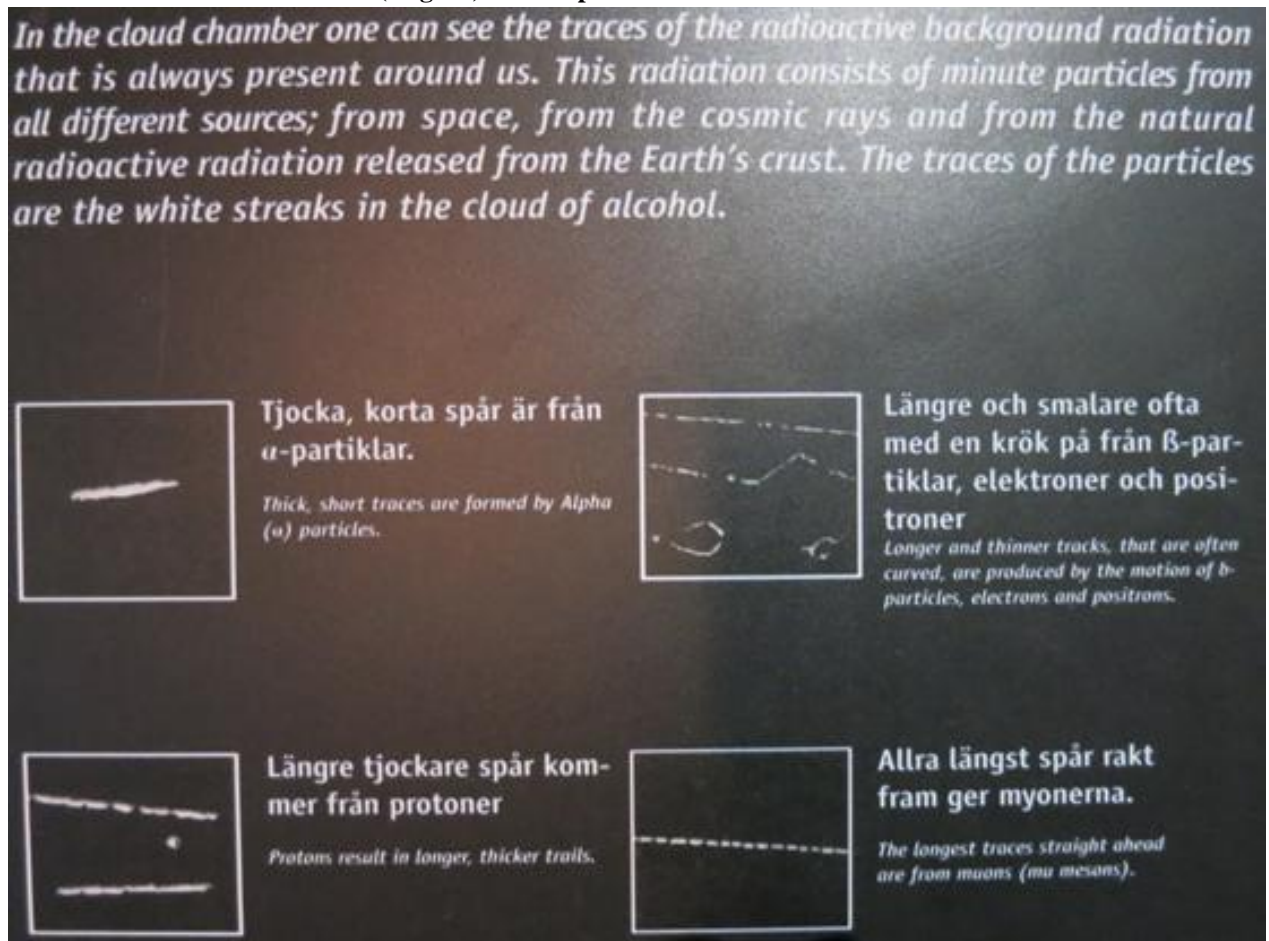 In the cloud chamber one can see the traces of the radioactive background radiation
that is always present around us. This radiation consists of minute particles from
all different sources; from space, from the cosmic rays and from the natural
radioactive radiation released from the Earth's crust. The traces of the particles
are the white streaks in the cloud of alcohol.
Tjocka, korta spår är från
α-partiklar.
Thick, short traces are formed by Alpha
(α) particles.
Längre och smalare ofta
med en krök på från ß-par-
tiklar, elektroner och posi-
troner
Longer and thinner tracks, that are often
curved, are produced by the motion of b-
particles, electrons and positrons.
Längre tjockare spår kom-
mer från protoner
Protons result in longer, thicker trails.
Allra längst spår rakt
fram ger myonerna.
The longest traces straight ahead
are from muons (mu mesons).